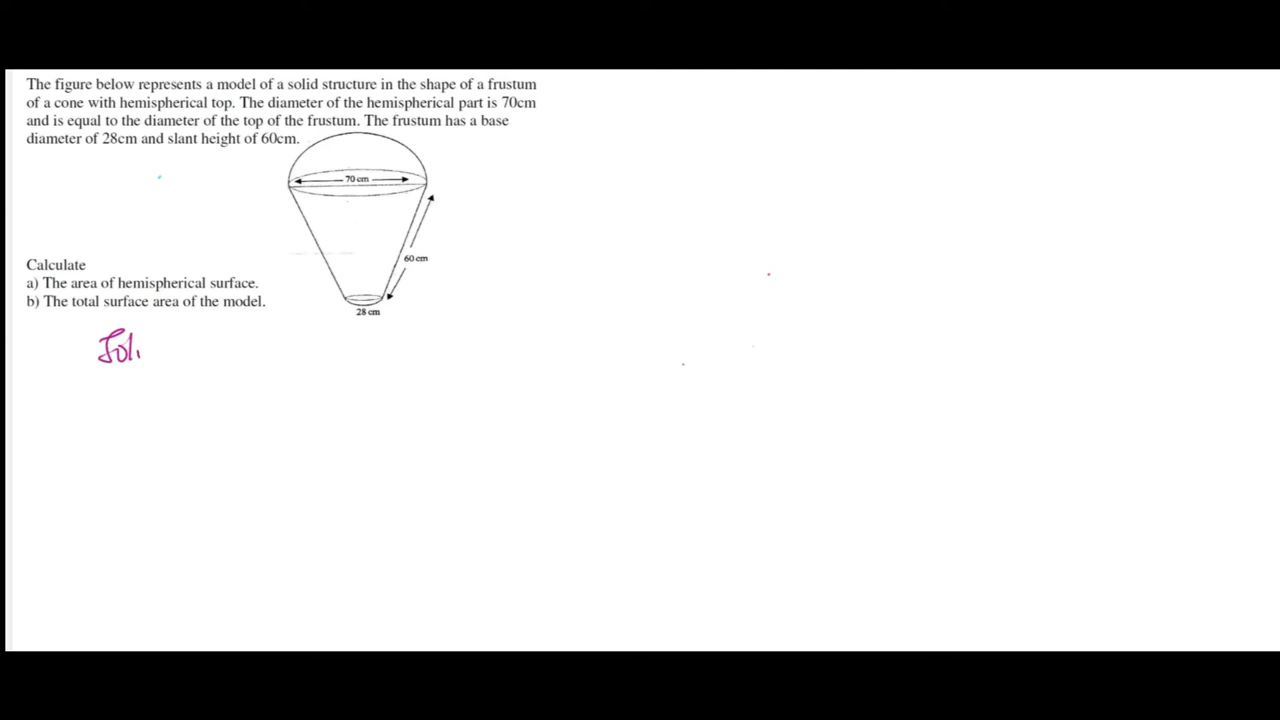 The figure below represents a model of a solid structure in the shape of a frustum
of a cone with hemispherical top. The diameter of the hemispherical part is 70cm
and is equal to the diameter of the top of the frustum. The frustum has a base
diameter of 28cm and slant height of 60cm.
70 cm
60 cm
28 cm
Calculate
a) The area of hemispherical surface.
b) The total surface area of the model.
Sol.